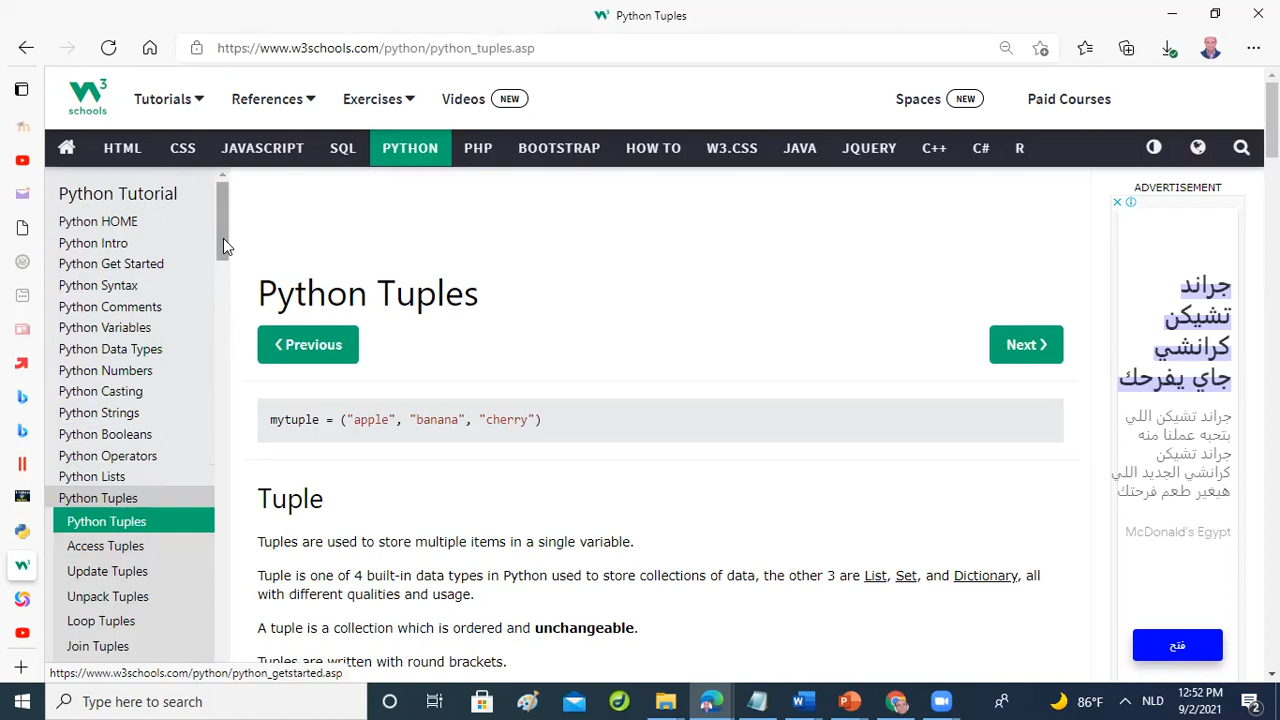 Python Tuples
https://www.w3schools.com/python/python_tuples.asp
W3
schools
Tutorials
References
Exercises
Videos NEW
Spaces NEW
Paid Courses
HTML CSS JAVASCRIPT SQL PYTHON PHP BOOTSTRAP HOW TO W3.CSS JAVA JQUERY C++ C# R
Python Tutorial
Python HOME
Python Intro
Python Get Started
Python Syntax
Python Comments
Python Variables
Python Data Types
Python Numbers
Python Casting
Python Strings
Python Booleans
Python Operators
Python Lists
Python Tuples
Python Tuples
Access Tuples
Update Tuples
Unpack Tuples
Loop Tuples
Join Tuples
https://www.w3schools.com/python/python_getstarted.asp
Python Tuples
❮ Previous
Next ❯
mytuple = ("apple", "banana", "cherry")
Tuple
Tuples are used to store multiple items in a single variable.
Tuple is one of 4 built-in data types in Python used to store collections of data, the other 3 are List, Set, and Dictionary, all
with different qualities and usage.
A tuple is a collection which is ordered and unchangeable.
Tuples are written with round brackets.
ADVERTISEMENT
جراند
تشيكن
كرانشي
جاي يفرحك
جراند تشيكن اللي
بتحبه عملنا منه
جراند تشيكن
كرانشي الجديد اللي
هيغير طعم فرحتك
McDonald's Egypt
فتح
Type here to search
86°F
NLD
12:52 PM
9/2/2021
2